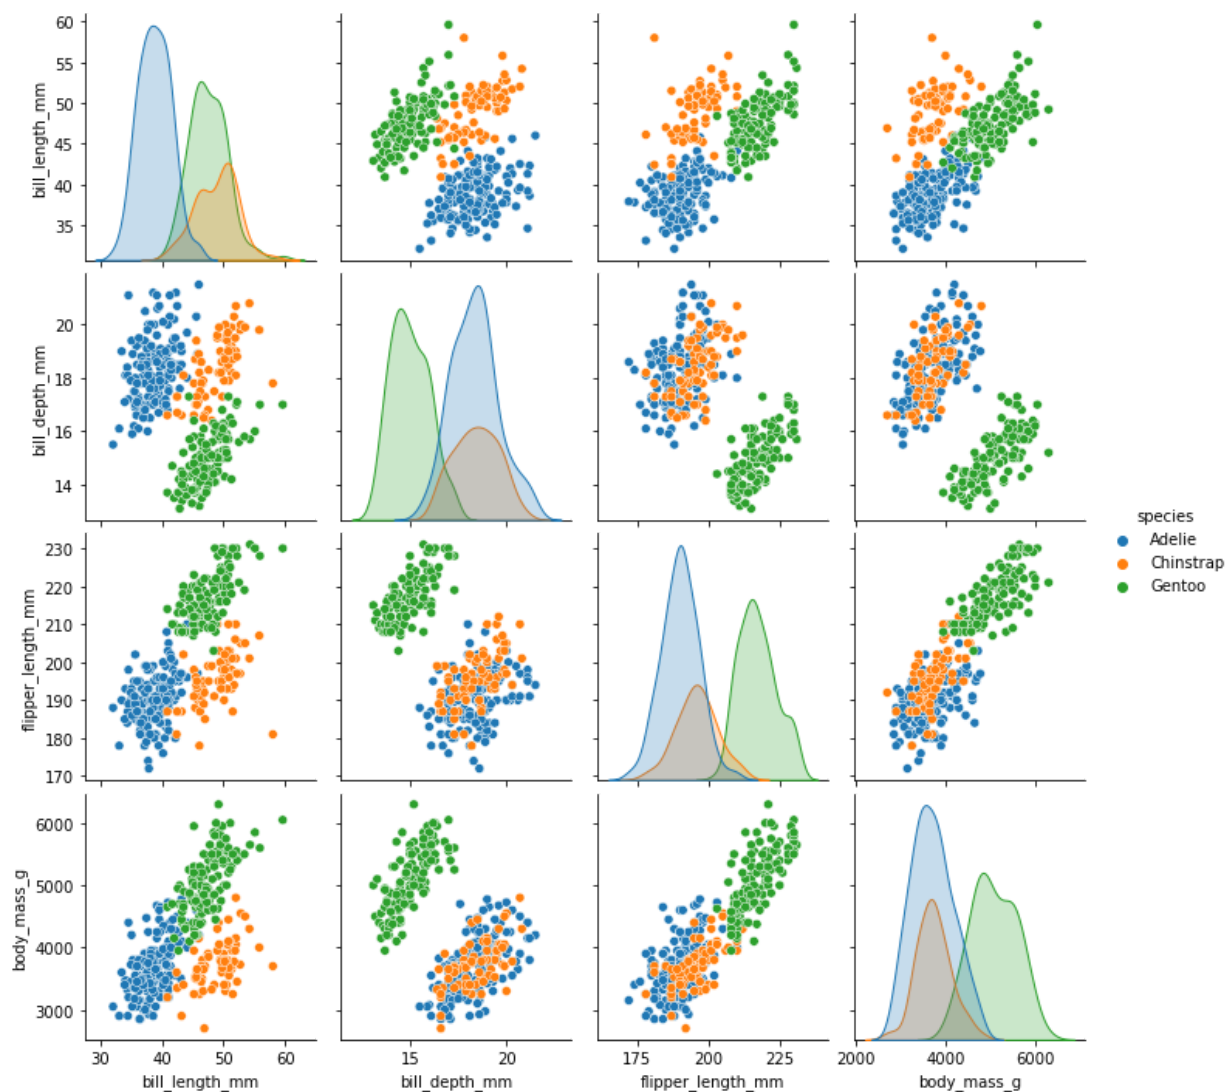 60
55
50
45
40
35
bill_length_mm
20
18
16
14
bill_depth_mm
230
220
210
200
190
180
170
flipper_length_mm
6000
5000
4000
3000
body_mass_g
30 40 50 60
bill_length_mm
15 20
bill_depth_mm
175 200 225
flipper_length_mm
2000 4000 6000
body_mass_g
species
Adelie
Chinstrap
Gentoo